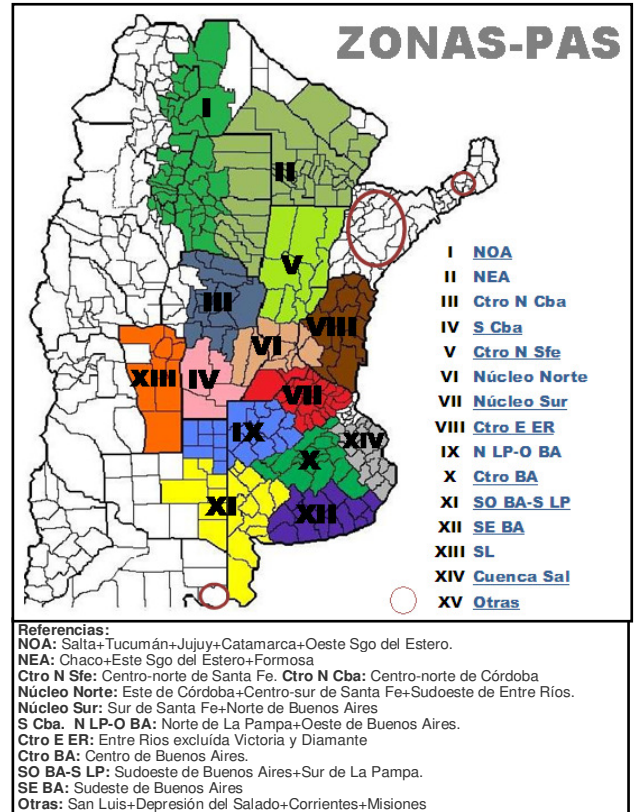 ZONAS-PAS
I
II
III
IV
V
VI
VII
VIII
IX
X
XI
XII
XIII
XIV
I NOA
II NEA
III Ctro N Cba
IV S Cba
V Ctro N Sfe
VI Núcleo Norte
VII Núcleo Sur
VIII Ctro E ER
IX N LP-O BA
X Ctro BA
XI SO BA-S LP
XII SE BA
XIII SL
XIV Cuenca Sal
XV Otras
Referencias:
NOA: Salta+Tucumán+Jujuy+Catamarca+Oeste Sgo del Estero.
NEA: Chaco+Este Sgo del Estero+Formosa
Ctro N Sfe: Centro-norte de Santa Fe. Ctro N Cba: Centro-norte de Córdoba
Núcleo Norte: Este de Córdoba+Centro-sur de Santa Fe+Sudoeste de Entre Ríos.
Núcleo Sur: Sur de Santa Fe+Norte de Buenos Aires
S Cba. N LP-O BA: Norte de La Pampa+Oeste de Buenos Aires.
Ctro E ER: Entre Rios excluída Victoria y Diamante
Ctro BA: Centro de Buenos Aires.
SO BA-S LP: Sudoeste de Buenos Aires+Sur de La Pampa.
SE BA: Sudeste de Buenos Aires
Otras: San Luis+Depresión del Salado+Corrientes+Misiones